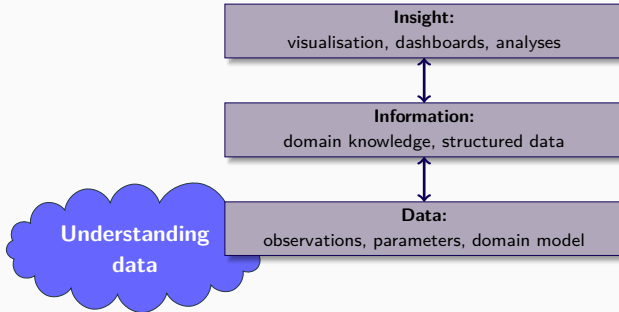 Insight:
visualisation, dashboards, analyses
Information:
domain knowledge, structured data
Data:
observations, parameters, domain model
Understanding
data